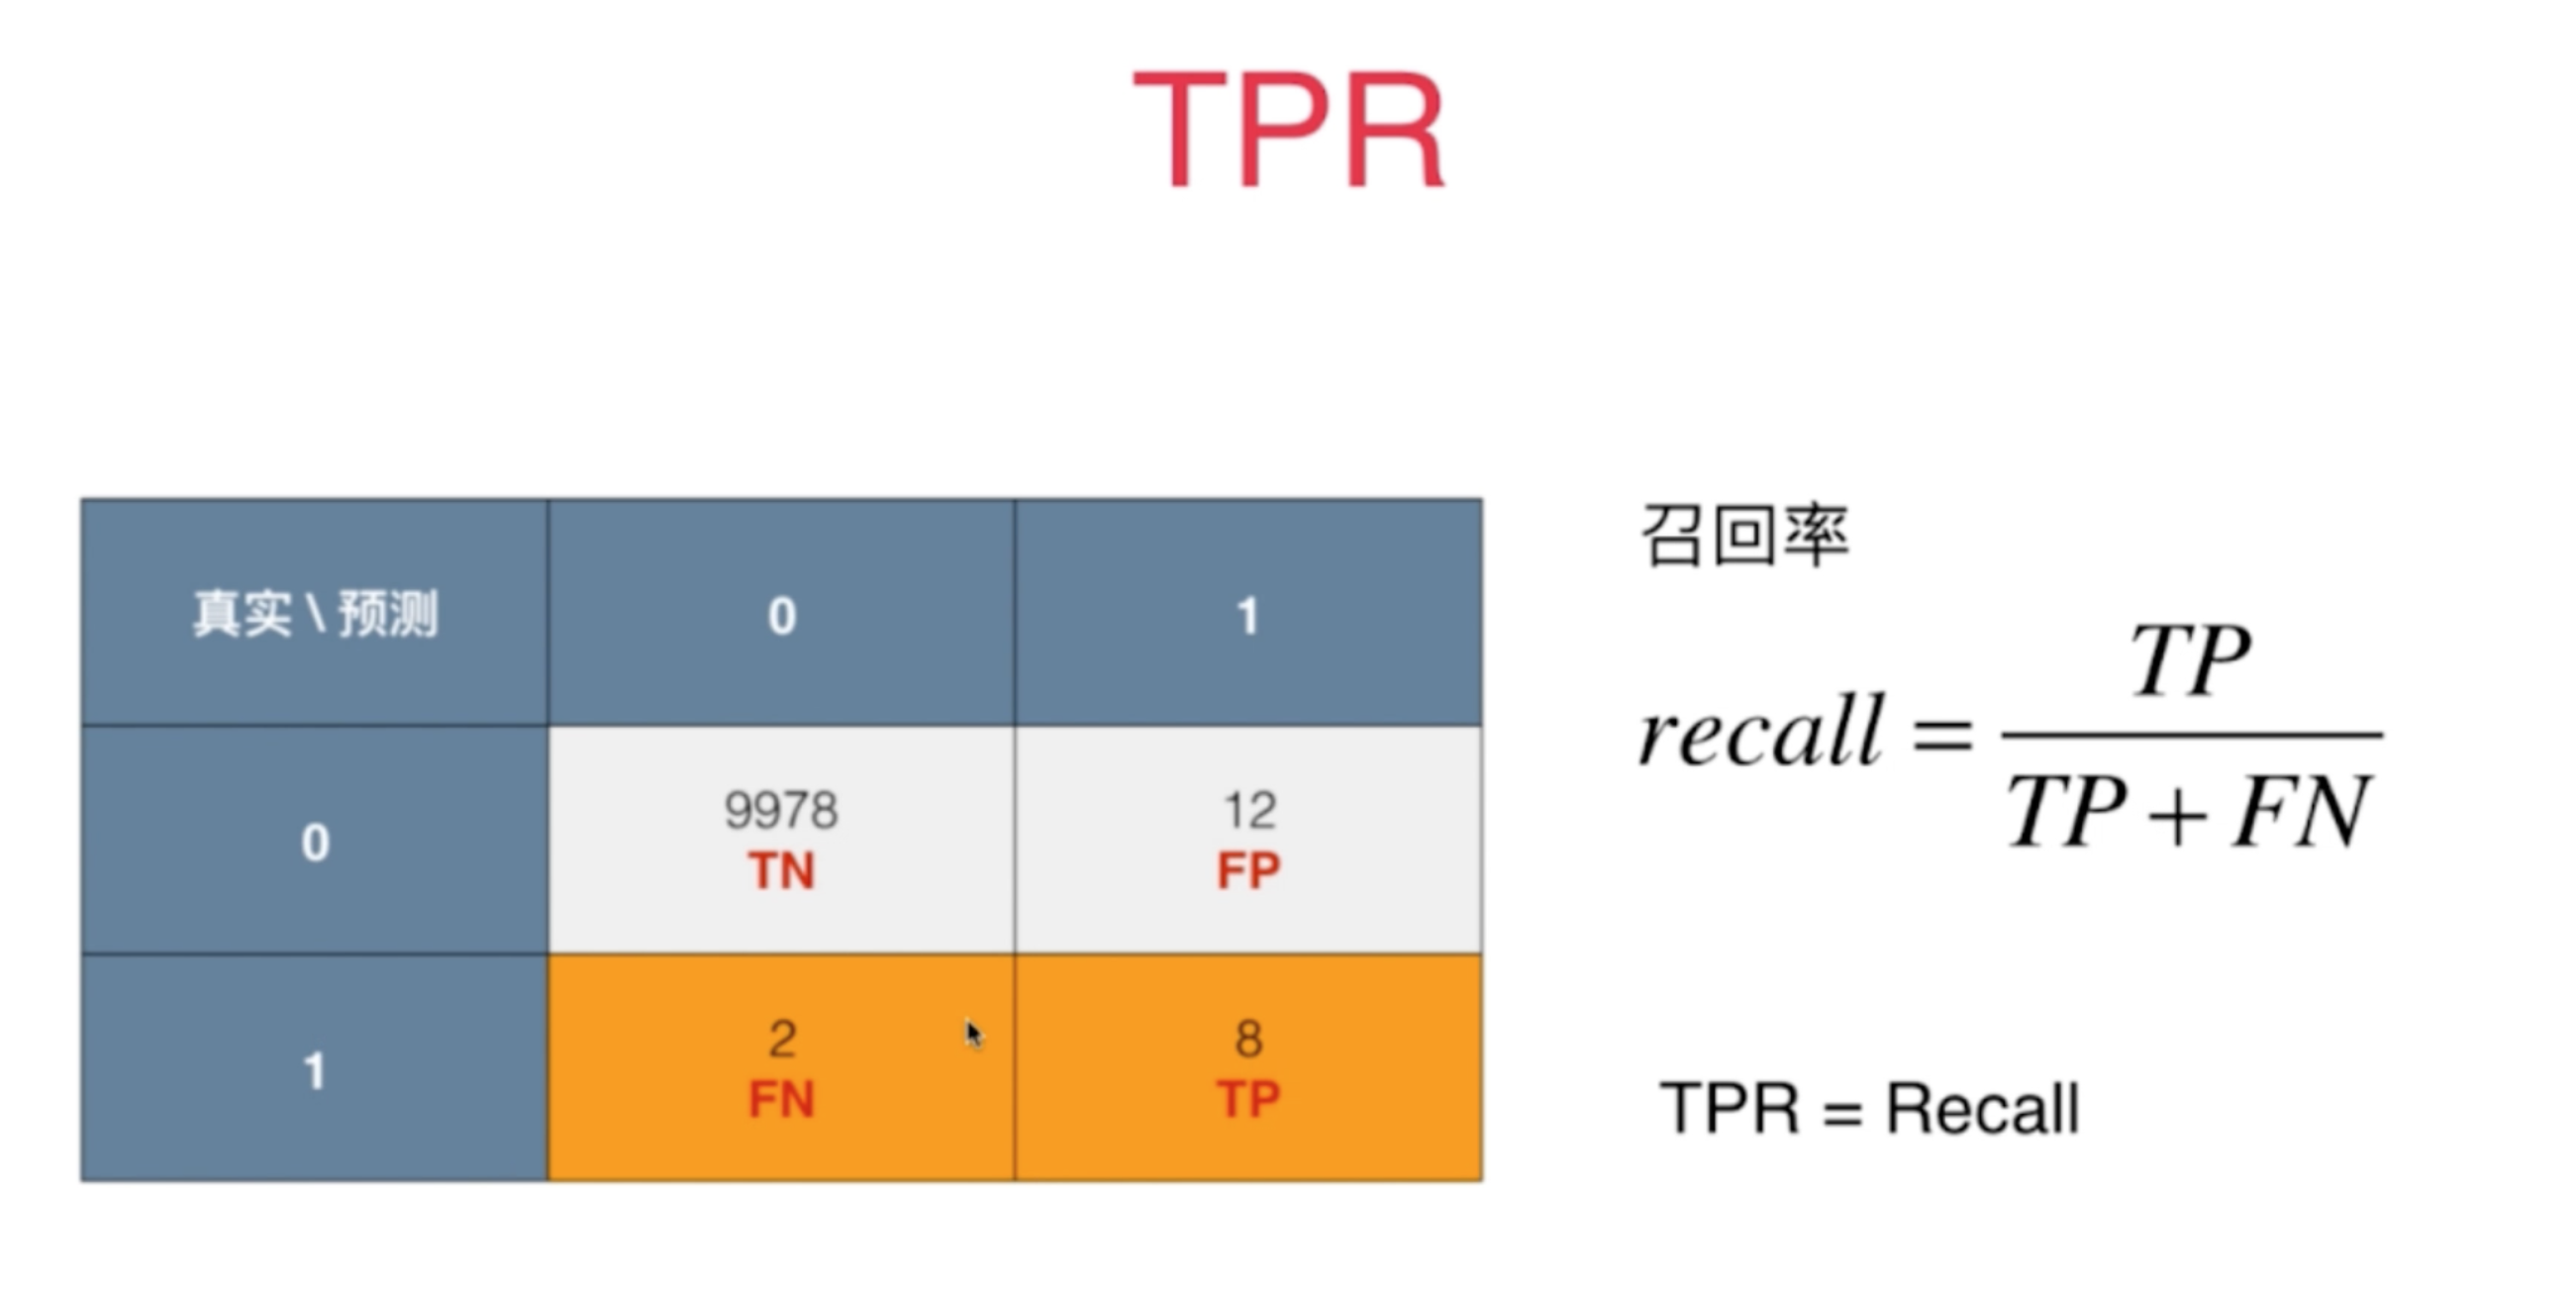 TPR
真实 \ 预测 0 1
0 9978 TN 12 FP
1 2 FN 8 TP
召回率
recall = TP / TP + FN
TPR = Recall